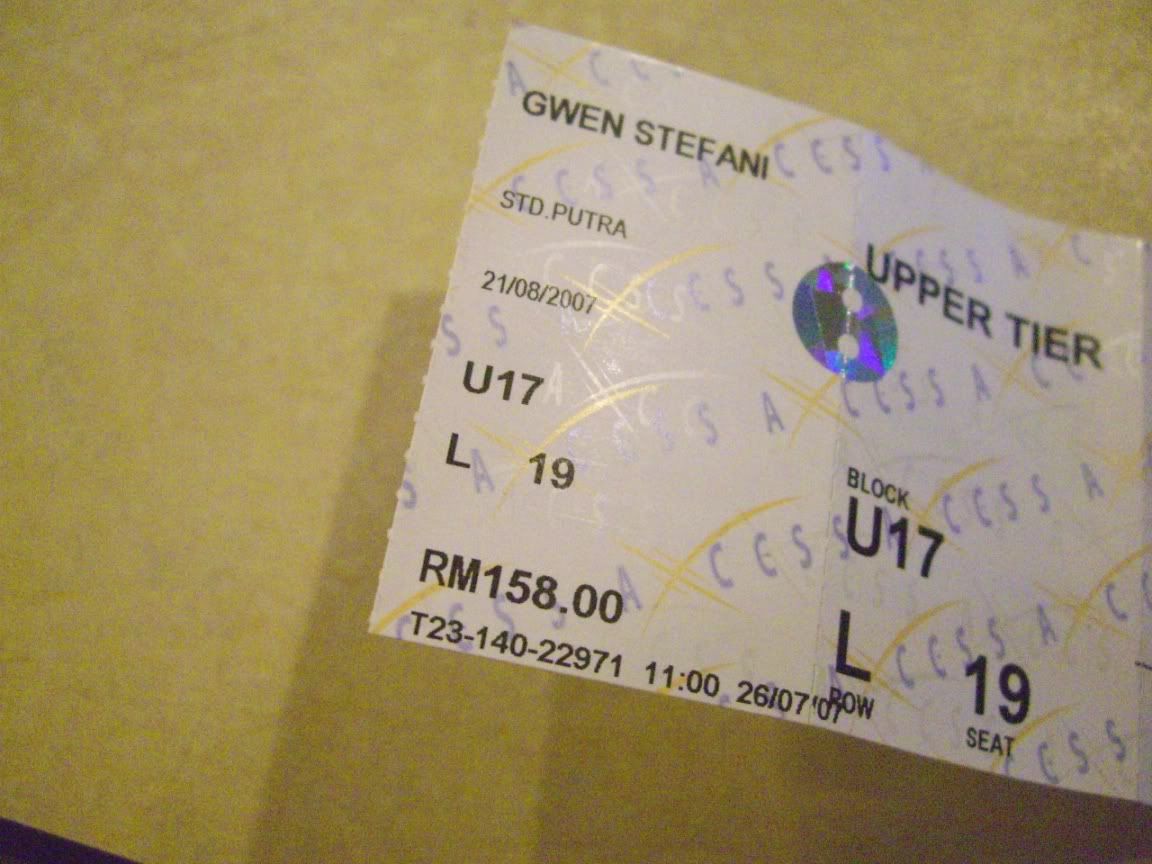 GWEN STEFANI
STD.PUTRA
21/08/2007
U17
L 19
RM158.00
T23-140-22971 11:00 26/07/'07
UPPER TIER
BLOCK
U17
L 19
ROW
SEAT